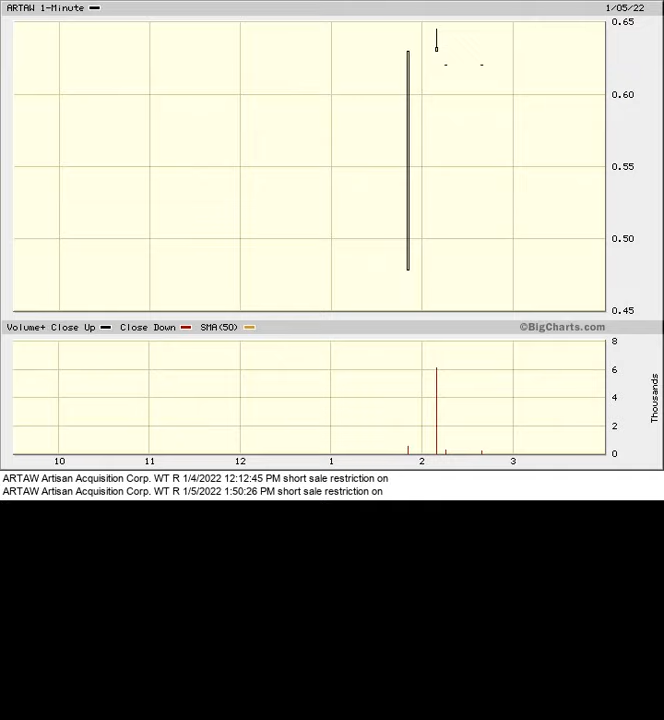 ARTAW 1-Minute 1/05/22
0.65
0.60
0.55
0.50
0.45
Volume+ Close Up Close Down SMA(50) ©BigCharts.com
8
6
4
2
0
Thousands
10 11 12 1 2 3
ARTAW Artisan Acquisition Corp. WT R 1/4/2022 12:12:45 PM short sale restriction on
ARTAW Artisan Acquisition Corp. WT R 1/5/2022 1:50:26 PM short sale restriction on